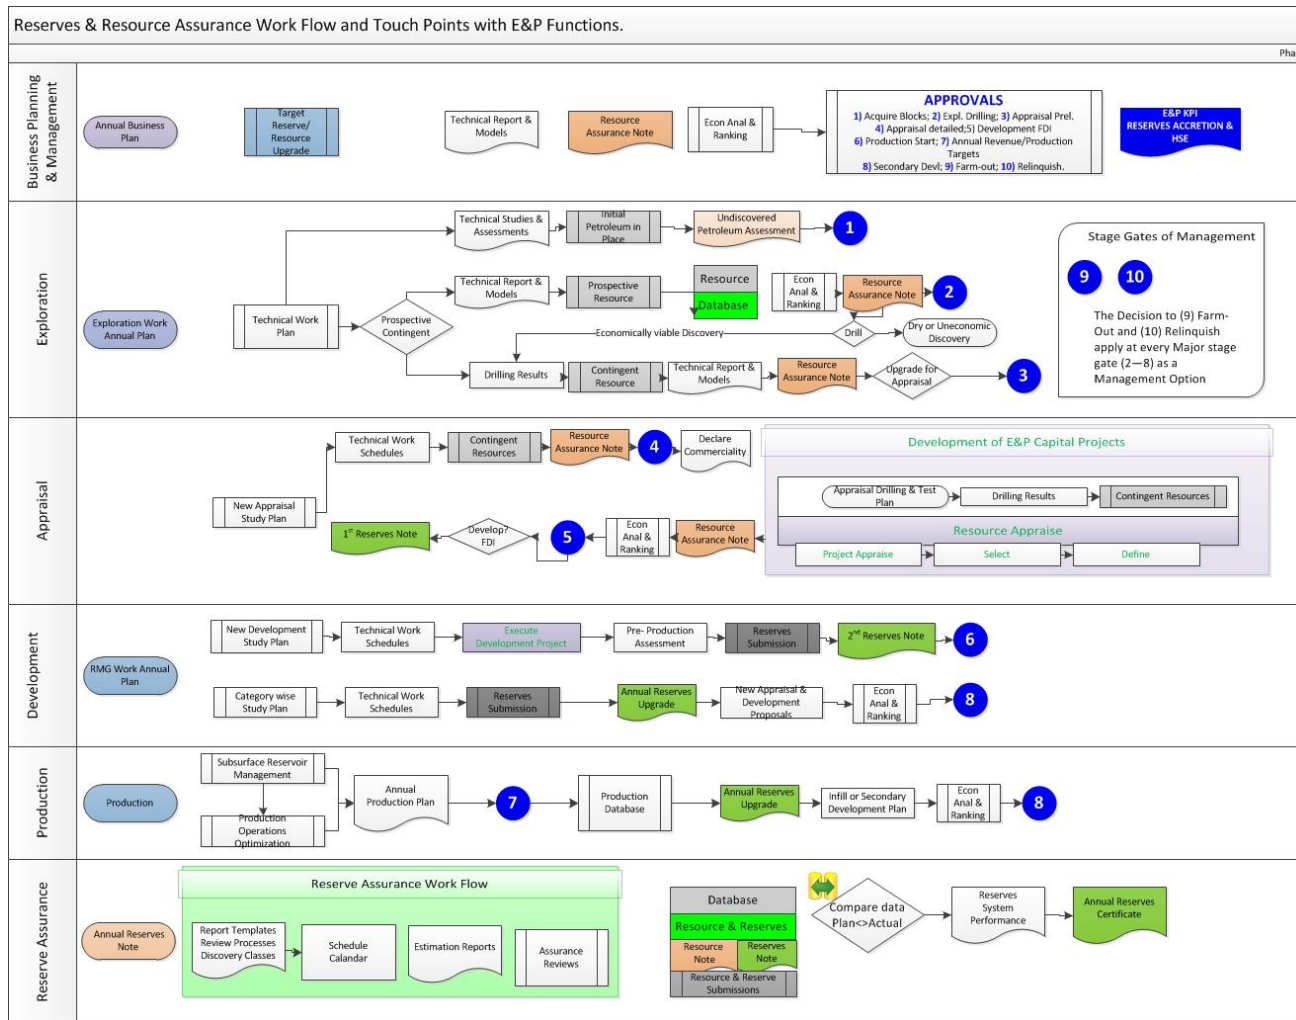 Reserves & Resource Assurance Work Flow and Touch Points with E&P Functions.
Pha
Business Planning
& Management
Annual Business
Plan
Target
Reserve/
Resource
Upgrade
Technical Report &
Models
Resource
Assurance Note
Econ Anal &
Ranking
APPROVALS
1) Acquire Blocks; 2) Expl. Drilling; 3) Appraisal Prel.
4) Appraisal detailed;5) Development FDI
6) Production Start; 7) Annual Revenue/Production
Targets
8) Secondary Devl; 9) Farm-out; 10) Relinquish.
E&P KPI
RESERVES ACCRETION &
HSE
Exploration
Exploration Work
Annual Plan
Technical Work
Plan
Technical Studies &
Assessments
Initial
Petroleum in
Place
Undiscovered
Petroleum Assessment
1
Prospective
Contingent
Technical Report &
Models
Prospective
Resource
Resource
Database
Econ
Anal &
Ranking
Resource
Assurance Note
2
Economically viable Discovery
Drill
Dry or Uneconomic
Discovery
Drilling Results
Contingent
Resource
Technical Report &
Models
Resource
Assurance Note
Upgrade for
Appraisal
3
Stage Gates of Management
9
10
The Decision to (9) Farm-
Out and (10) Relinquish
apply at every Major stage
gate (2—8) as a
Management Option
Appraisal
New Appraisal
Study Plan
Technical Work
Schedules
Contingent
Resources
Resource
Assurance Note
4
Declare
Commerciality
1st Reserves Note
Develop?
FDI
5
Econ
Anal &
Ranking
Resource
Assurance Note
Development of E&P Capital Projects
Appraisal Drilling & Test
Plan
Drilling Results
Contingent Resources
Resource Appraise
Project Appraise
Select
Define
Development
RMG Work Annual
Plan
New Development
Study Plan
Technical Work
Schedules
Execute
Development Project
Pre- Production
Assessment
Reserves
Submission
2nd Reserves Note
6
Category wise
Study Plan
Technical Work
Schedules
Reserves
Submission
Annual Reserves
Upgrade
New Appraisal &
Development
Proposals
Econ
Anal &
Ranking
8
Production
Production
Subsurface Reservoir
Management
Production
Operations
Optimization
Annual
Production Plan
7
Production
Database
Annual Reserves
Upgrade
Infill or Secondary
Development Plan
Econ
Anal &
Ranking
8
Reserve Assurance
Annual Reserves
Note
Reserve Assurance Work Flow
Report Templates
Review Processes
Discovery Classes
Schedule
Calandar
Estimation Reports
Assurance
Reviews
Database
Resource & Reserves
Resource
Note
Reserves
Note
Resource & Reserve
Submissions
Compare data
Plan<>Actual
Reserves
System
Performance
Annual Reserves
Certificate